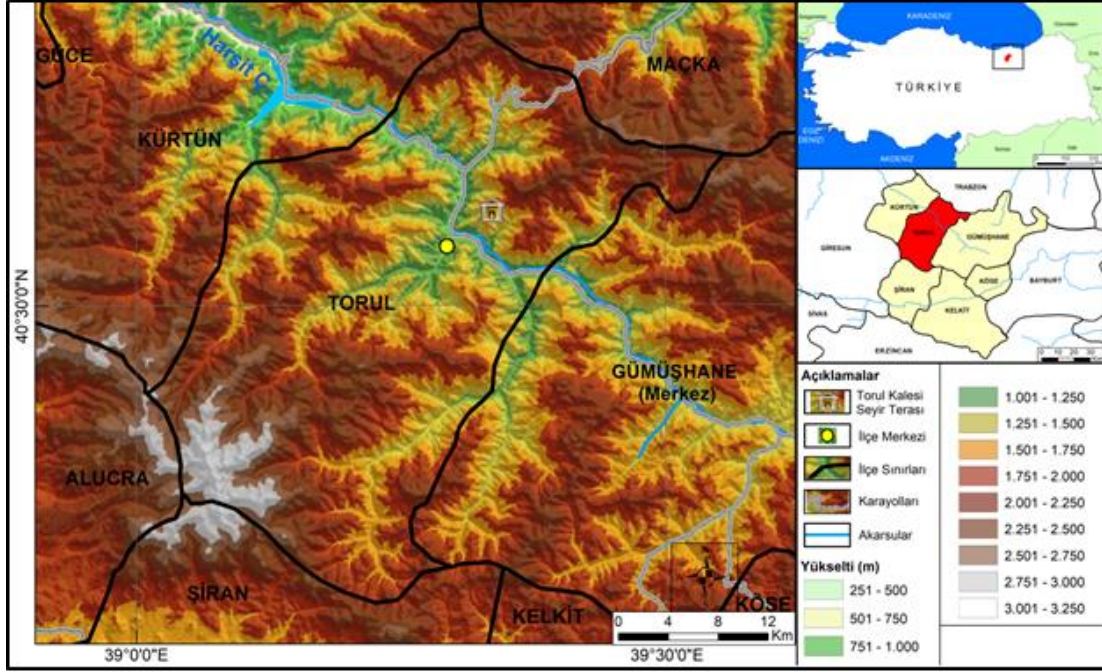 GÜCE
Harşit Ç.
MAÇKA
KÜRTÜN
TORUL
GÜMÜŞHANE
(Merkez)
ALUCRA
ŞİRAN
KELKİT
KÖSE
40°30'0"N
39°0'0"E
39°30'0"E
0 4 8 12
Km
KARADENİZ
TÜRKİYE
EGE
DENİZİ
AKDENİZ
TRABZON
KÜRTÜN
GÜMÜŞHANE
GİRESUN
ŞİRAN
KÖSE
BAYBURT
SİVAS
KELKİT
ERZİNCAN
Açıklamalar
Torul Kalesi
Seyir Terası
İlçe Merkezi
İlçe Sınırları
Karayolları
Akarsular
Yükselti (m)
251 - 500
501 - 750
751 - 1.000
1.001 - 1.250
1.251 - 1.500
1.501 - 1.750
1.751 - 2.000
2.001 - 2.250
2.251 - 2.500
2.501 - 2.750
2.751 - 3.000
3.001 - 3.250